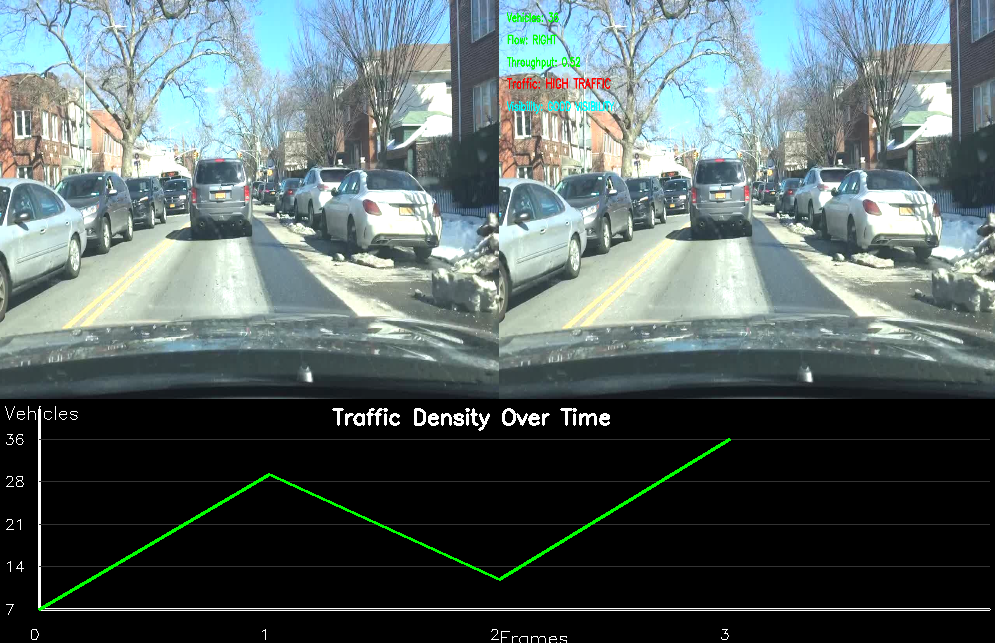 Vehicles: 36
Flow: RIGHT
Throughput: 0.52
Traffic: HIGH TRAFFIC
Visibility: GOOD VISIBILITY
Traffic Density Over Time
Vehicles
36
28
21
14
7
0
1
2
3
Frames